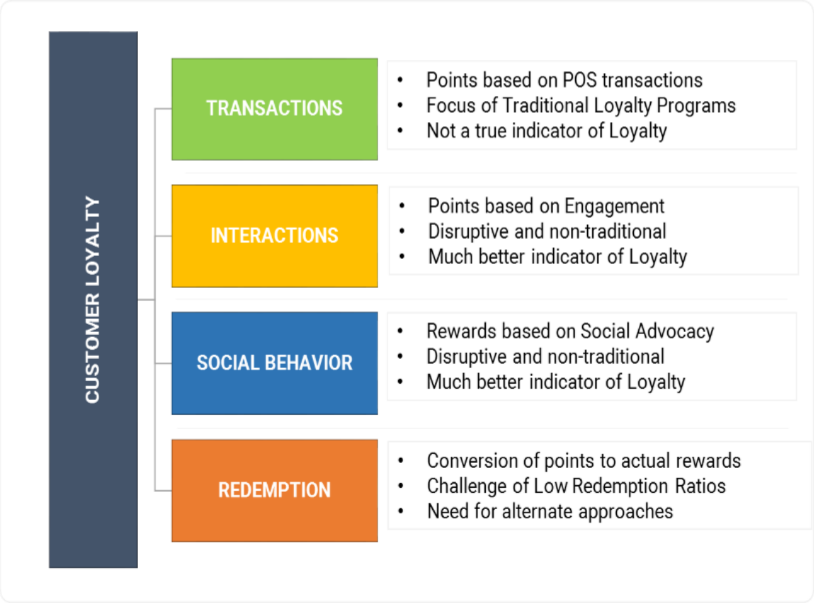 CUSTOMER LOYALTY
TRANSACTIONS
• Points based on POS transactions
• Focus of Traditional Loyalty Programs
• Not a true indicator of Loyalty
INTERACTIONS
• Points based on Engagement
• Disruptive and non-traditional
• Much better indicator of Loyalty
SOCIAL BEHAVIOR
• Rewards based on Social Advocacy
• Disruptive and non-traditional
• Much better indicator of Loyalty
REDEMPTION
• Conversion of points to actual rewards
• Challenge of Low Redemption Ratios
• Need for alternate approaches